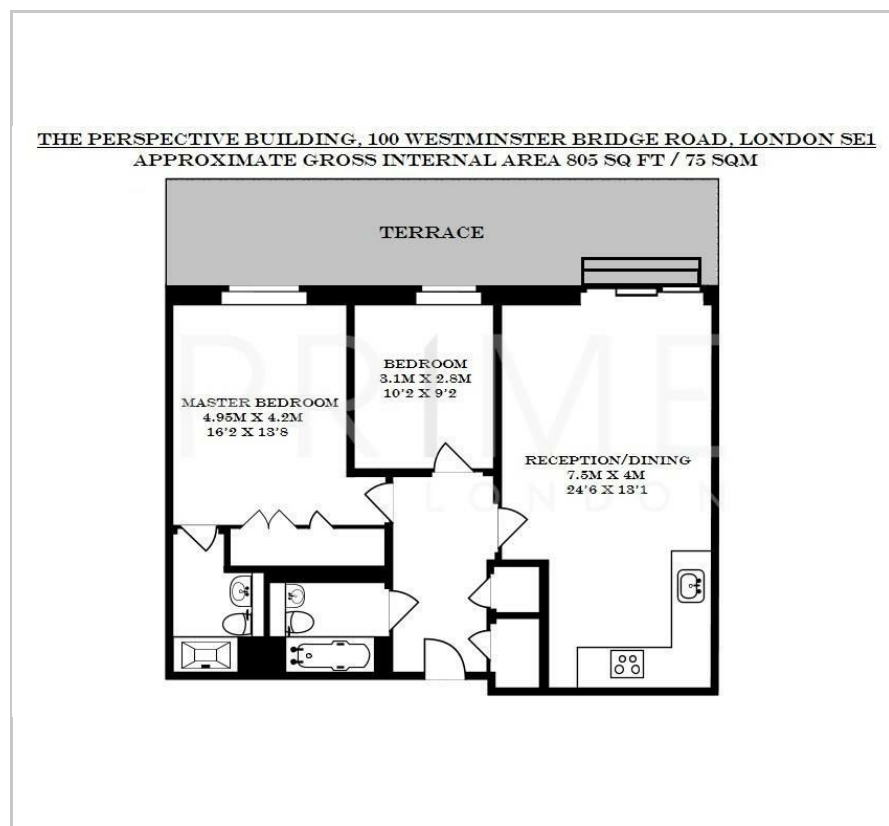 THE PERSPECTIVE BUILDING, 100 WESTMINSTER BRIDGE ROAD, LONDON SE1
APPROXIMATE GROSS INTERNAL AREA 805 SQ FT / 75 SQM
TERRACE
BEDROOM
3.1M X 2.8M
10'2 X 9'2
MASTER BEDROOM
4.95M X 4.2M
16'2 X 13'8
RECEPTION/DINING
7.5M X 4M
24'6 X 13'1
PRIME
LONDON